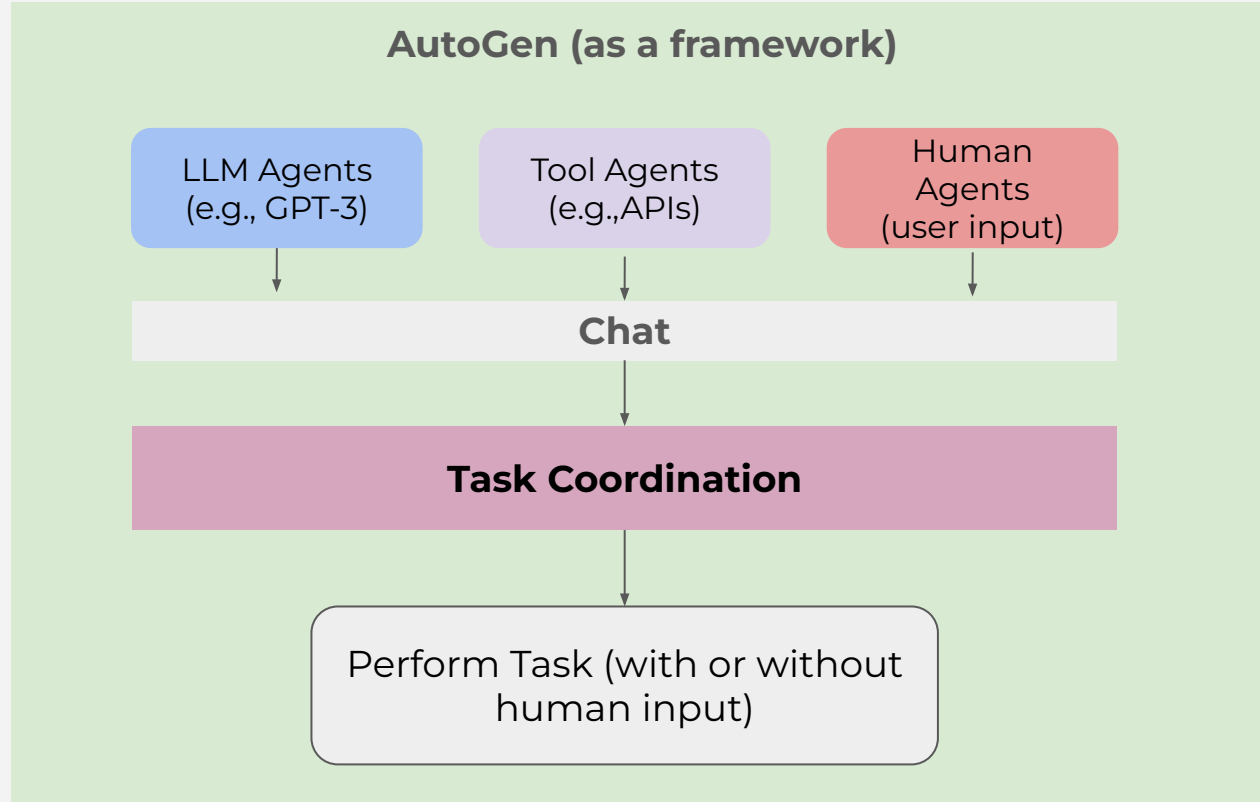 AutoGen (as a framework)
LLM Agents
(e.g., GPT-3)
Tool Agents
(e.g.,APIs)
Human
Agents
(user input)
Chat
Task Coordination
Perform Task (with or without
human input)